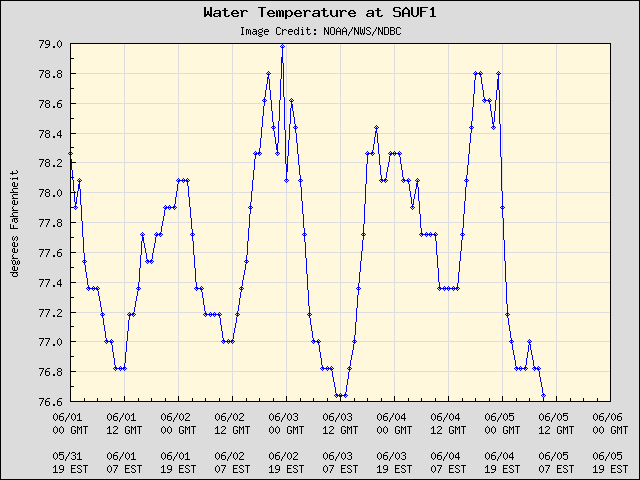 Water Temperature at SAUF1
Image Credit: NOAA/NWS/NDBC
degrees Fahrenheit
79.0
78.8
78.6
78.4
78.2
78.0
77.8
77.6
77.4
77.2
77.0
76.8
76.6
06/01 06/01 06/02 06/02 06/03 06/03 06/04 06/04 06/05 06/05 06/06
00 GMT 12 GMT 00 GMT 12 GMT 00 GMT 12 GMT 00 GMT 12 GMT 00 GMT 12 GMT 00 GMT
05/31 06/01 06/01 06/02 06/02 06/03 06/03 06/04 06/04 06/05 06/05
19 EST 07 EST 19 EST 07 EST 19 EST 07 EST 19 EST 07 EST 19 EST 07 EST 19 EST